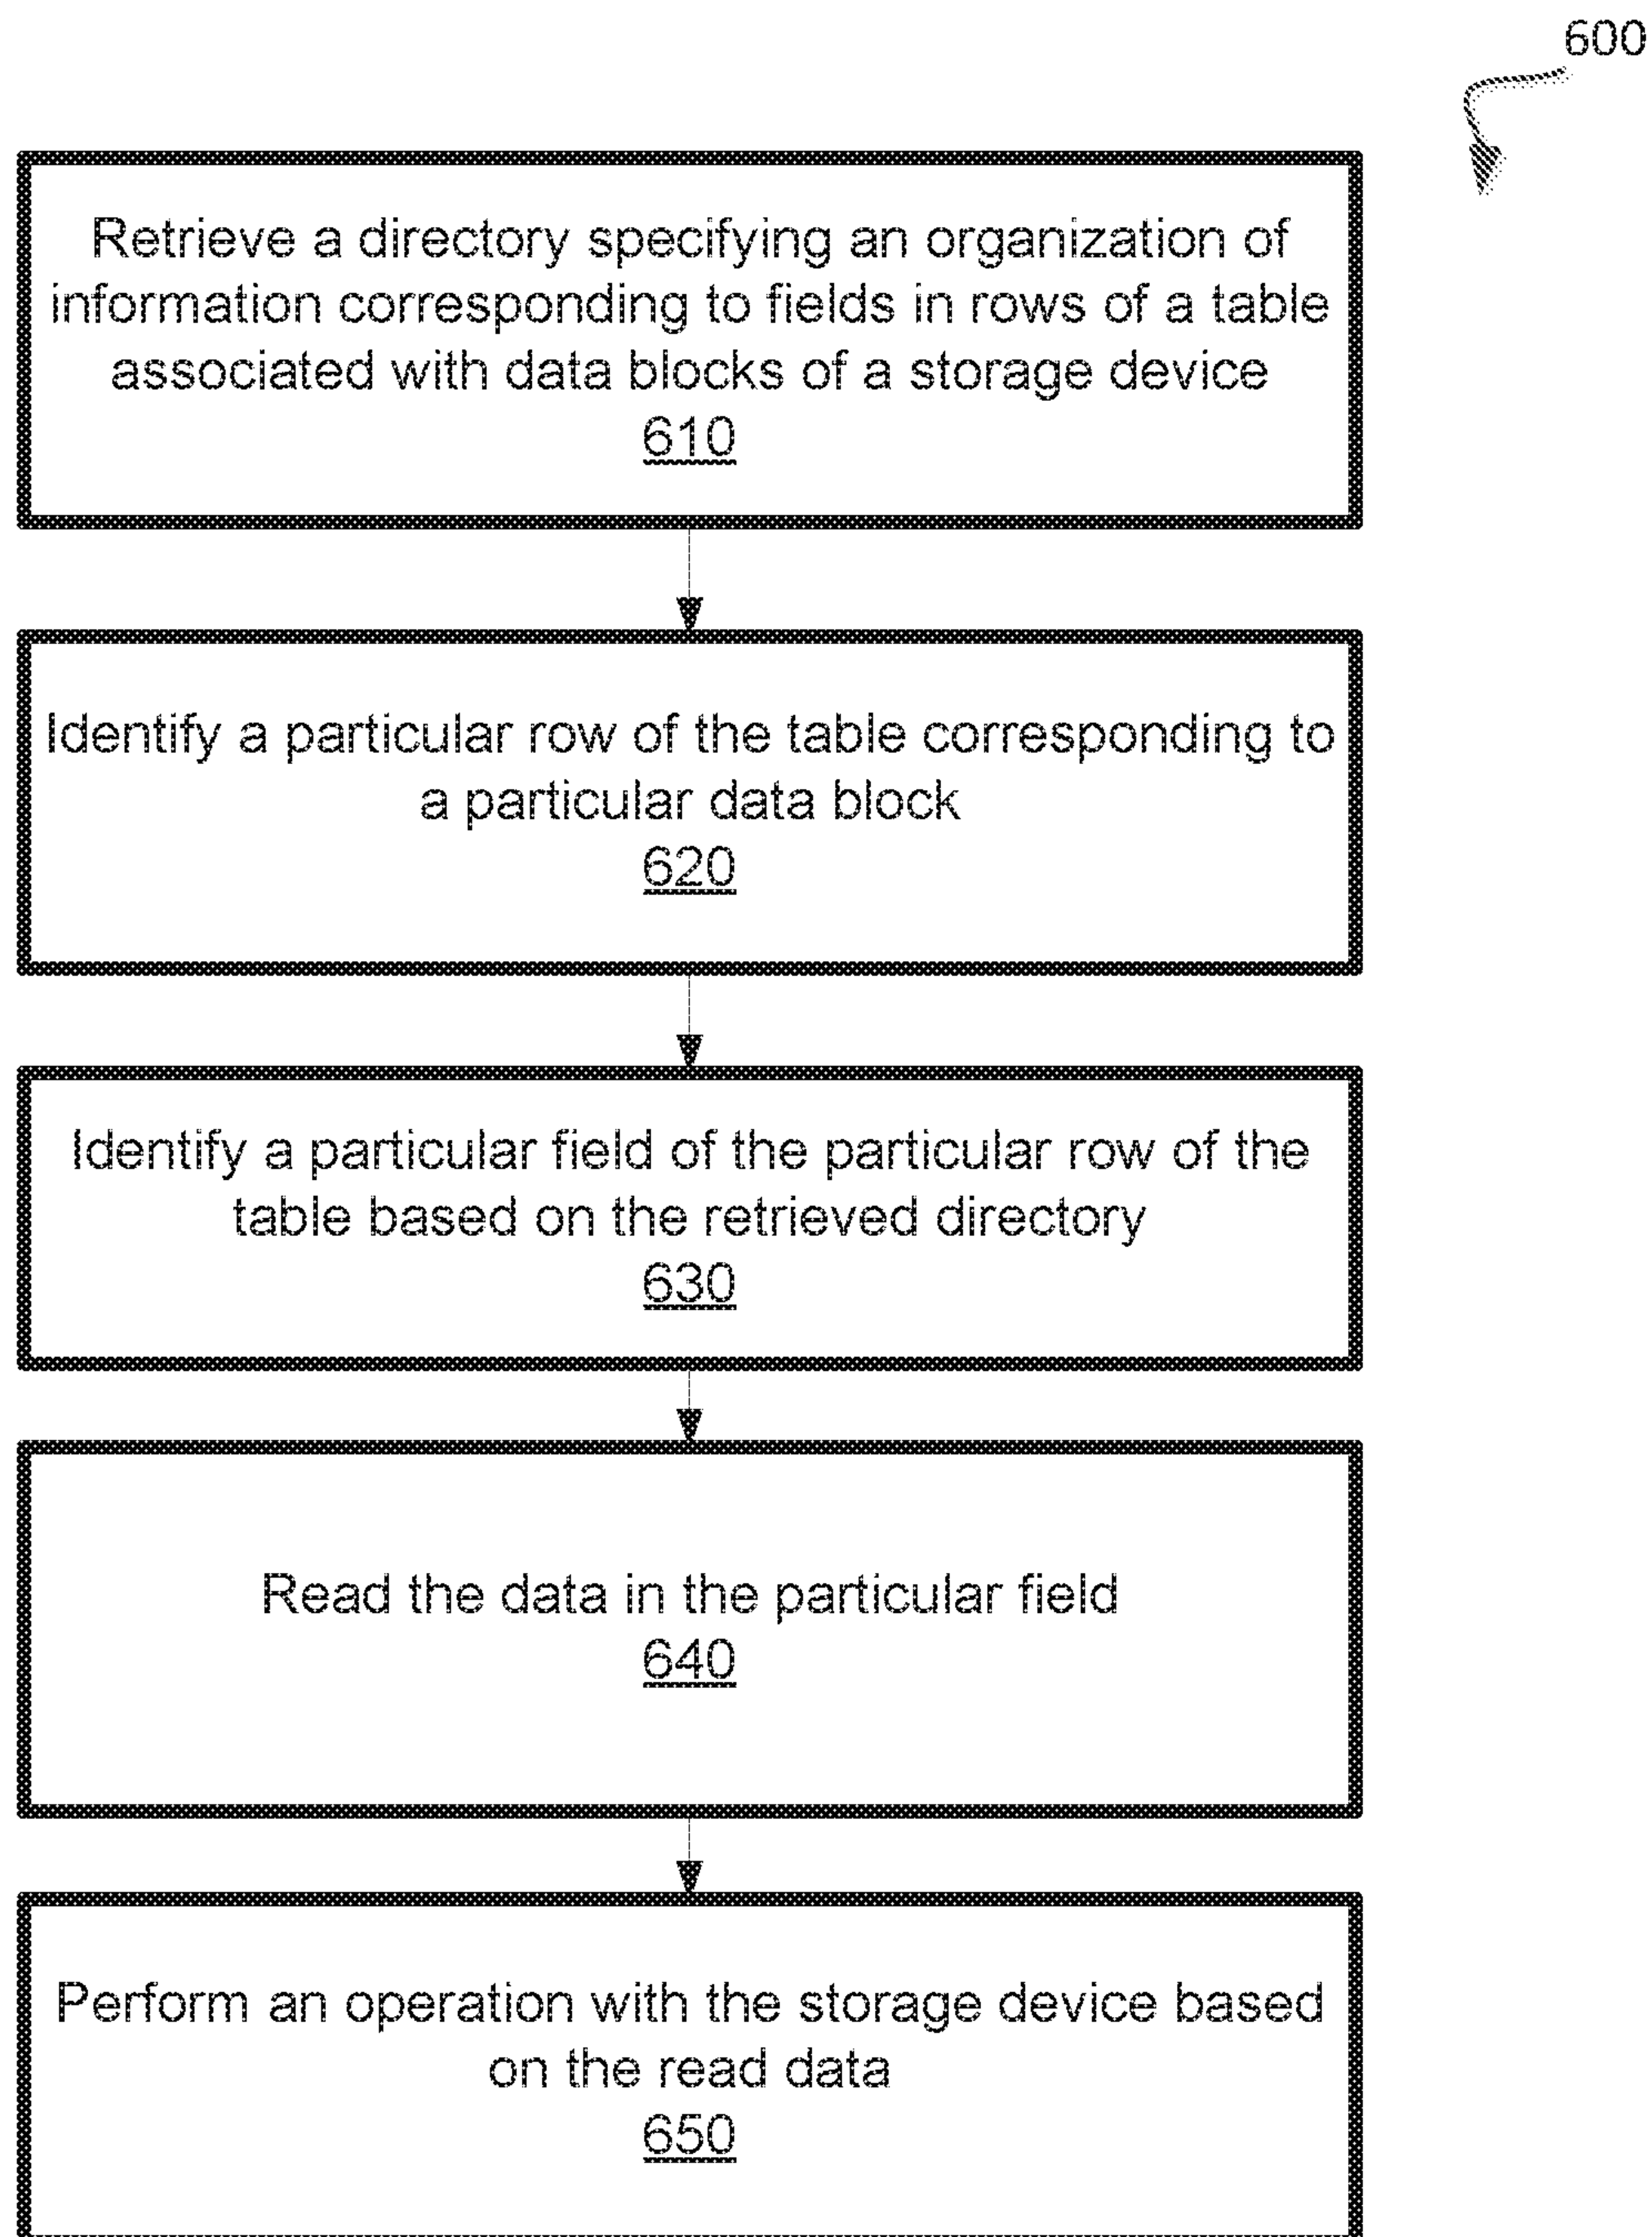 600
Retrieve a directory specifying an organization of
information corresponding to fields in rows of a table
associated with data blocks of a storage device
610
Identify a particular row of the table corresponding to
a particular data block
620
Identify a particular field of the particular row of the
table based on the retrieved directory
630
Read the data in the particular field
640
Perform an operation with the storage device based
on the read data
650